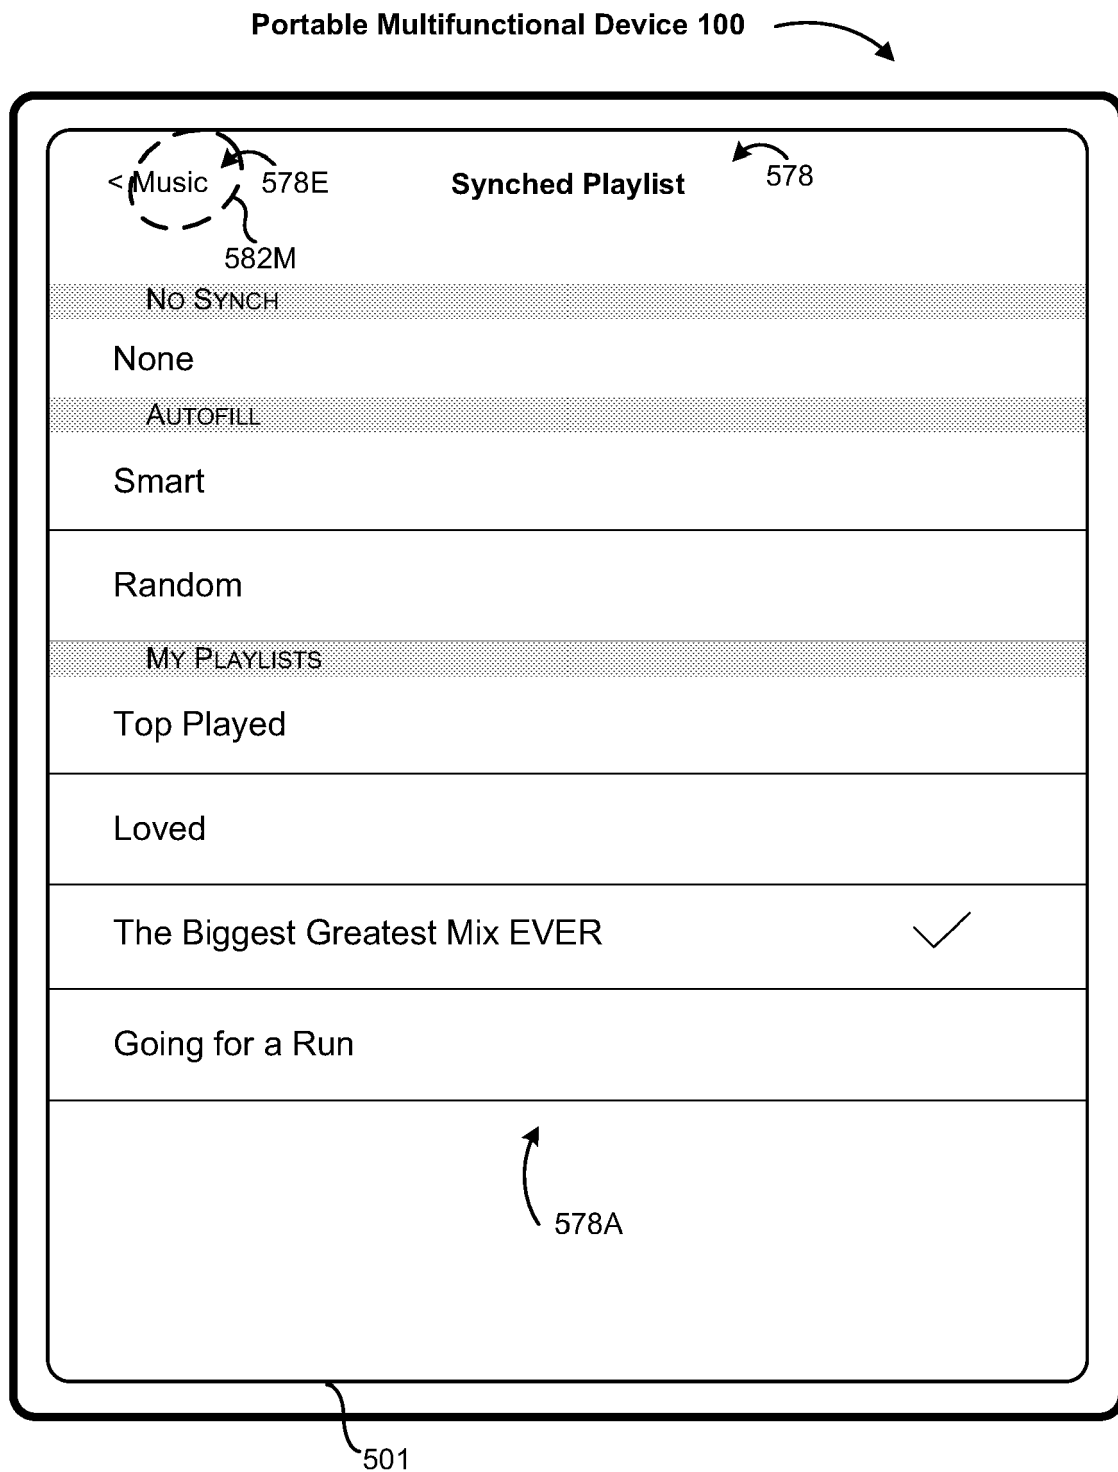 Portable Multifunctional Device 100
< Music 578E Synched Playlist 578
582M
NO SYNCH
None
AUTOFILL
Smart
Random
MY PLAYLISTS
Top Played
Loved
The Biggest Greatest Mix EVER
Going for a Run
578A
501